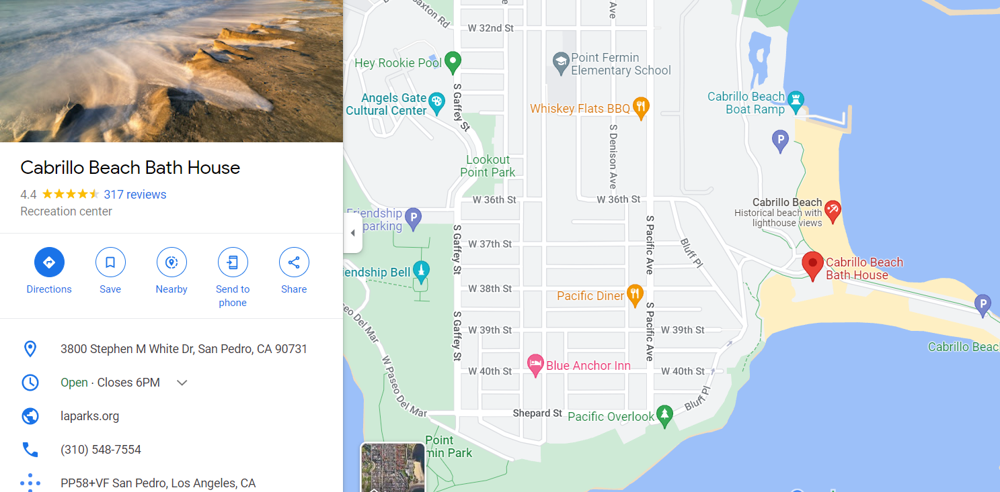 Cabrillo Beach Bath House
4.4
317 reviews
Recreation center
Directions
Save
Nearby
Send to
phone
Share
3800 Stephen M White Dr, San Pedro, CA 90731
Open · Closes 6PM
laparks.org
(310) 548-7554
PP58+VF San Pedro, Los Angeles, CA
axton Rd
Ave
W 32nd St
Hey Rookie Pool
Point Fermin
Elementary School
Angels Gate
Cultural Center
S Gaffey St
Whiskey Flats BBQ
Cabrillo Beach
Boat Ramp
P
S Denison Ave
Lookout
Point Park
W 36th St
W 36th St
Cabrillo Beach
Historical beach with
lighthouse views
Friendship
parking
P
S Gaffey St
W 37th St
S Pacific Ave
Bluff Pl
Cabrillo Beach
Bath House
endship Bell
W 38th St
Pacific Diner
P
eo Del Mar
S Gaffey St
W 39th St
S Pacific Ave
W 39th St
Cabrillo Beac
W Paseo Del Mar
W 40th St
Blue Anchor Inn
W 40th St
Bluff Pl
Shepard St
Pacific Overlook
Point
min Park